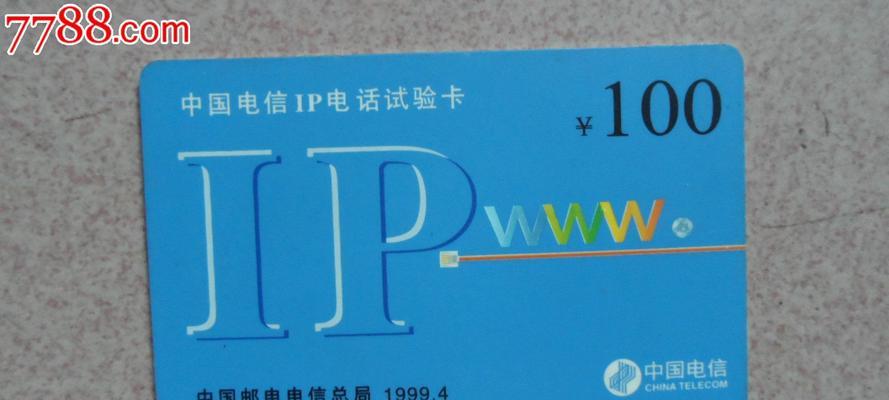 7788.com
中国电信IP电话试验卡
¥100
IP
WWW.
中国电信
CHINA TELECOM
中国邮电电信总局 1999.4